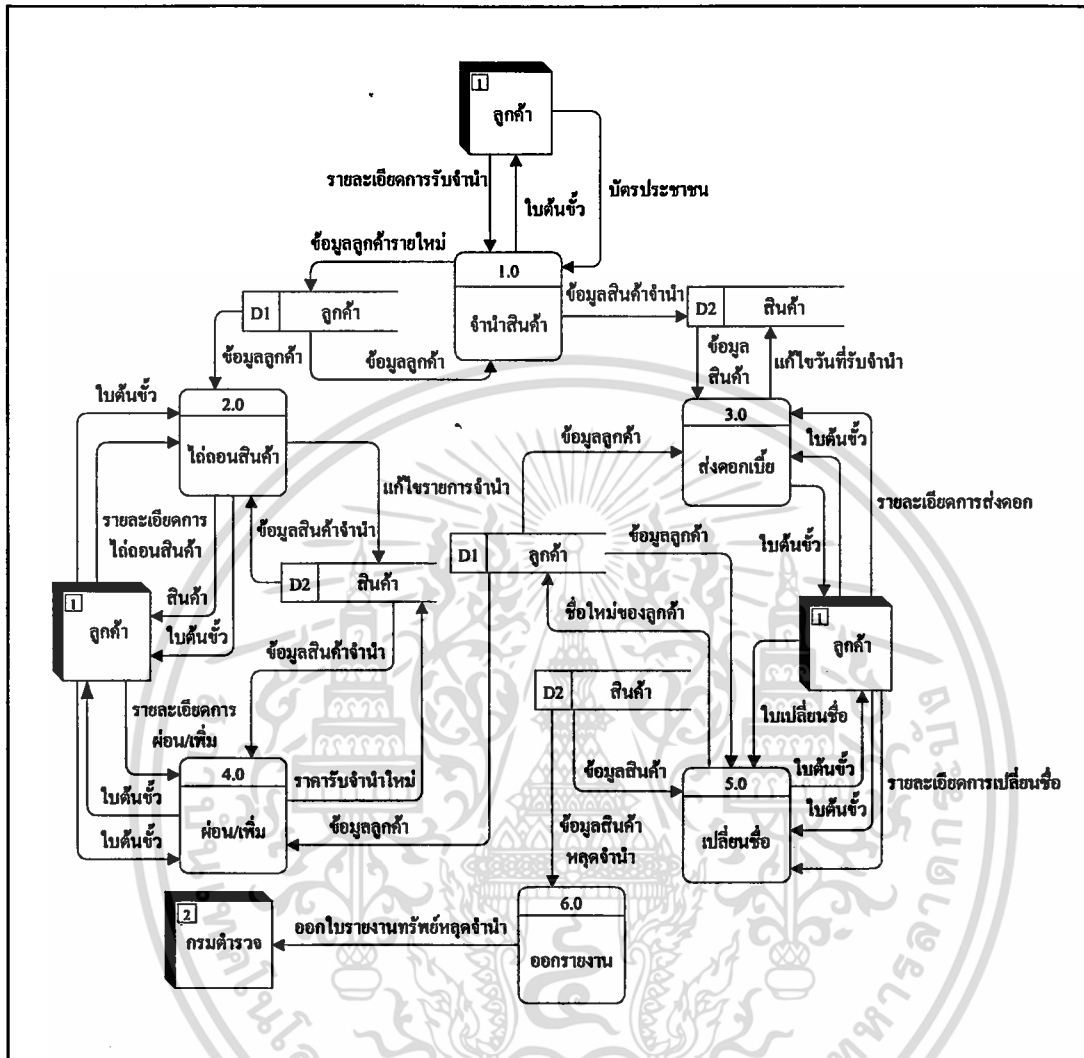 1
ลูกค้า
รายละเอียดการรับจำนำ
ใบต้นขั้ว
บัตรประชาชน
ข้อมูลลูกค้ารายใหม่
1.0
จำนำสินค้า
D1 ลูกค้า
ข้อมูลสินค้าจำนำ
D2 สินค้า
ข้อมูลลูกค้า
ข้อมูลลูกค้า
ข้อมูล
สินค้า
แก้ไขวันที่รับจำนำ
ใบต้นขั้ว
2.0
ไถ่ถอนสินค้า
3.0
ส่งดอกเบี้ย
ข้อมูลลูกค้า
ใบต้นขั้ว
แก้ไขรายการจำนำ
รายละเอียดการส่งดอก
รายละเอียดการ
ไถ่ถอนสินค้า
ข้อมูลสินค้าจำนำ
ข้อมูลลูกค้า
ใบต้นขั้ว
D1 ลูกค้า
D2 สินค้า
สินค้า
1
ลูกค้า
ใบต้นขั้ว
ชื่อใหม่ของลูกค้า
1
ลูกค้า
ข้อมูลสินค้าจำนำ
D2 สินค้า
ใบเปลี่ยนชื่อ
รายละเอียดการ
ผ่อน/เพิ่ม
4.0
ผ่อน/เพิ่ม
ราคารับจำนำใหม่
ข้อมูลสินค้า
5.0
เปลี่ยนชื่อ
ใบต้นขั้ว
รายละเอียดการเปลี่ยนชื่อ
ใบต้นขั้ว
ใบต้นขั้ว
ใบต้นขั้ว
ข้อมูลลูกค้า
ข้อมูลสินค้า
หลุดจำนำ
2
กรมตำรวจ
ออกใบรายงานทรัพย์หลุดจำนำ
6.0
ออกรายงาน